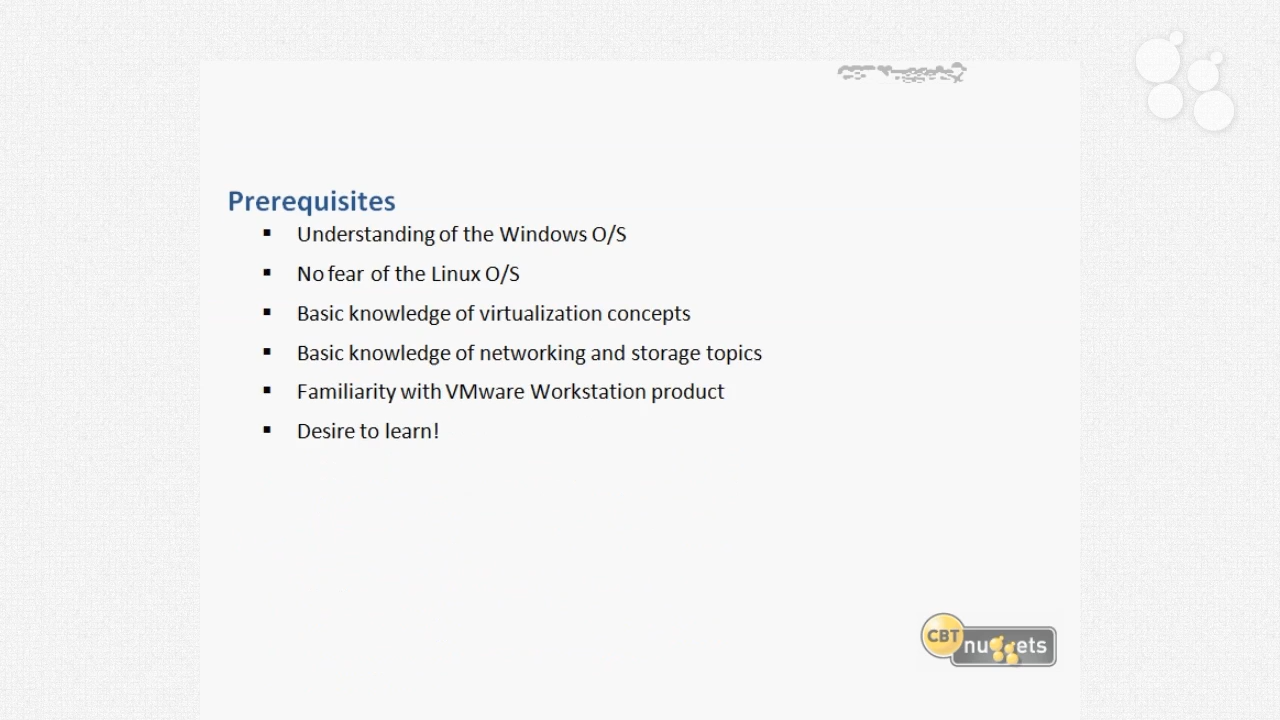 Prerequisites
▪ Understanding of the Windows O/S
▪ No fear of the Linux O/S
▪ Basic knowledge of virtualization concepts
▪ Basic knowledge of networking and storage topics
▪ Familiarity with VMware Workstation product
▪ Desire to learn!
CBT nuggets